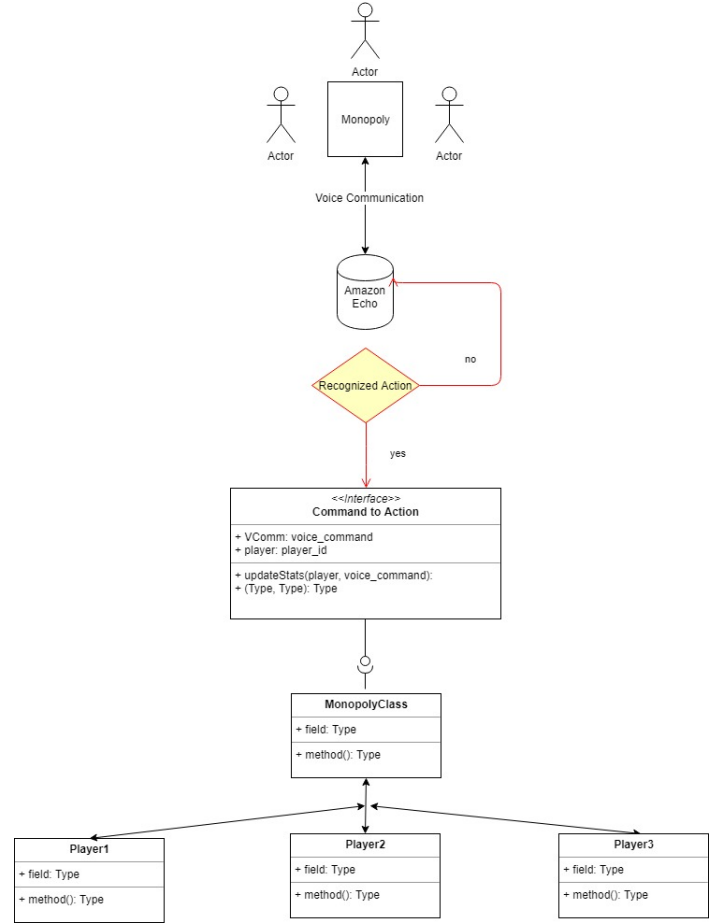 Actor
Monopoly
Actor
Actor
Voice Communication
Amazon
Echo
no
Recognized Action
yes
<<Interface>>
Command to Action
+ VComm: voice_command
+ player: player_id
+ updateStats(player, voice_command):
+ (Type, Type): Type
MonopolyClass
+ field: Type
+ method(): Type
Player1
+ field: Type
+ method(): Type
Player2
+ field: Type
+ method(): Type
Player3
+ field: Type
+ method(): Type